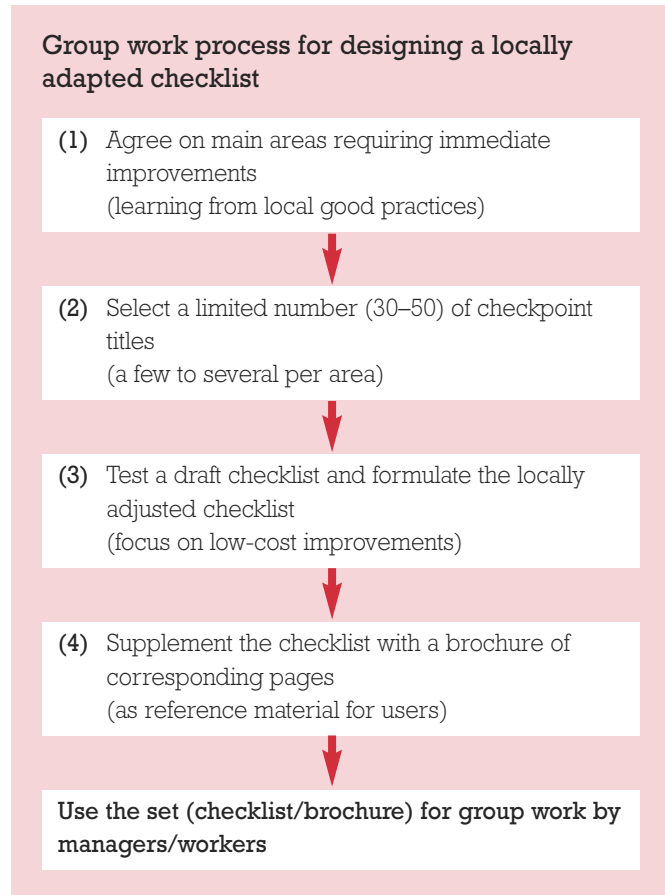 Group work process for designing a locally
adapted checklist
(1) Agree on main areas requiring immediate
improvements
(learning from local good practices)
(2) Select a limited number (30–50) of checkpoint
titles
(a few to several per area)
(3) Test a draft checklist and formulate the locally
adjusted checklist
(focus on low-cost improvements)
(4) Supplement the checklist with a brochure of
corresponding pages
(as reference material for users)
Use the set (checklist/brochure) for group work by
managers/workers